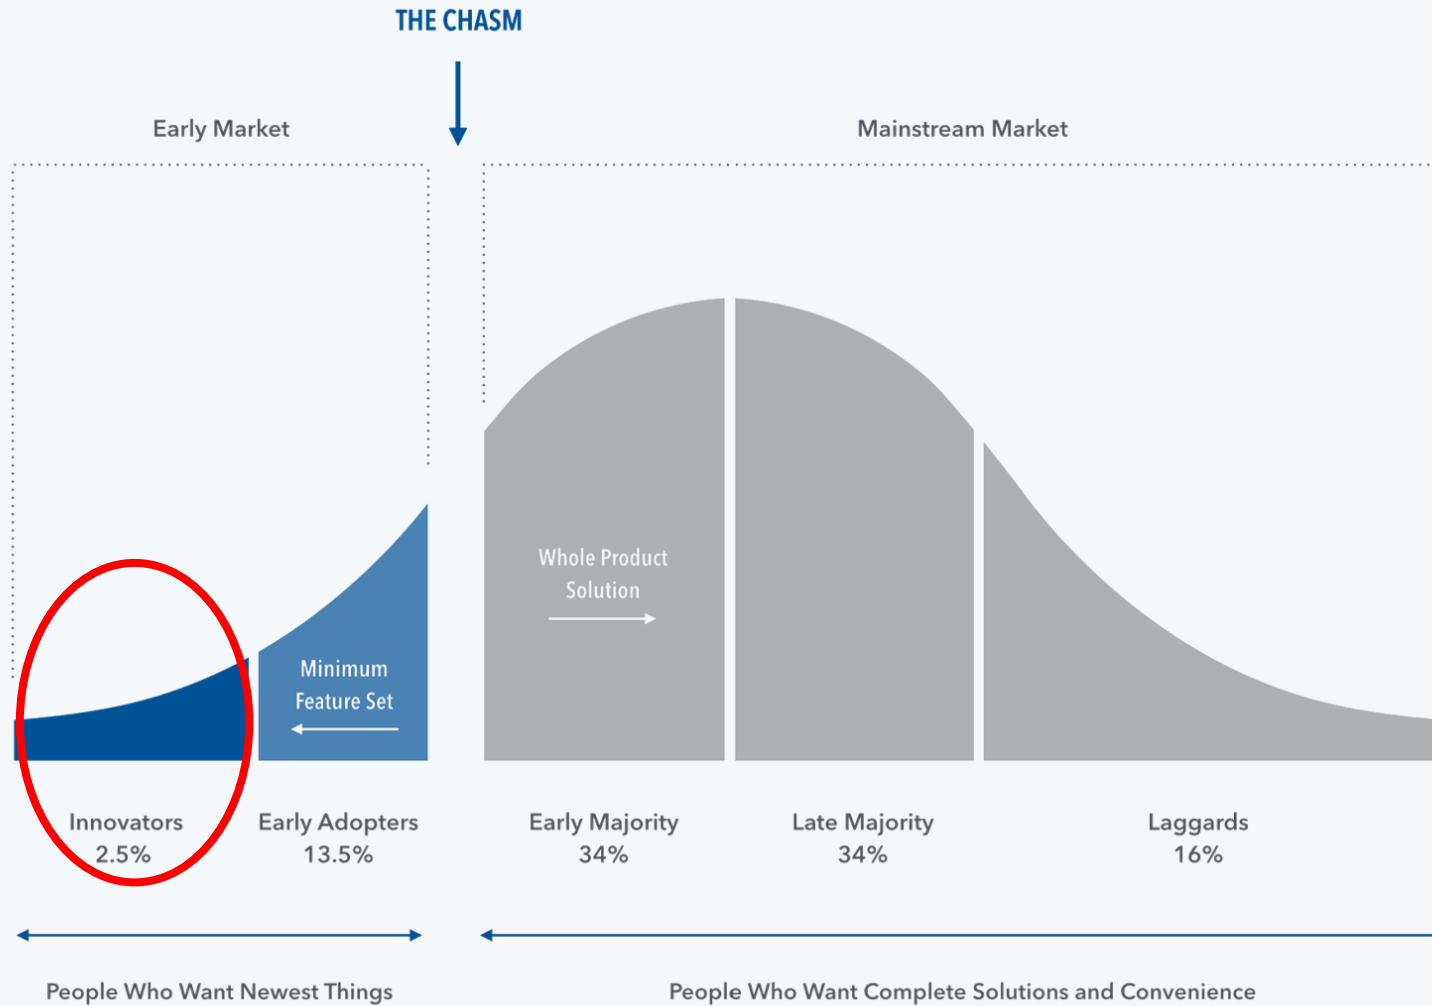 THE CHASM
Early Market
Mainstream Market
Whole Product
Solution
Minimum
Feature Set
Innovators
2.5%
Early Adopters
13.5%
Early Majority
34%
Late Majority
34%
Laggards
16%
People Who Want Newest Things
People Who Want Complete Solutions and Convenience